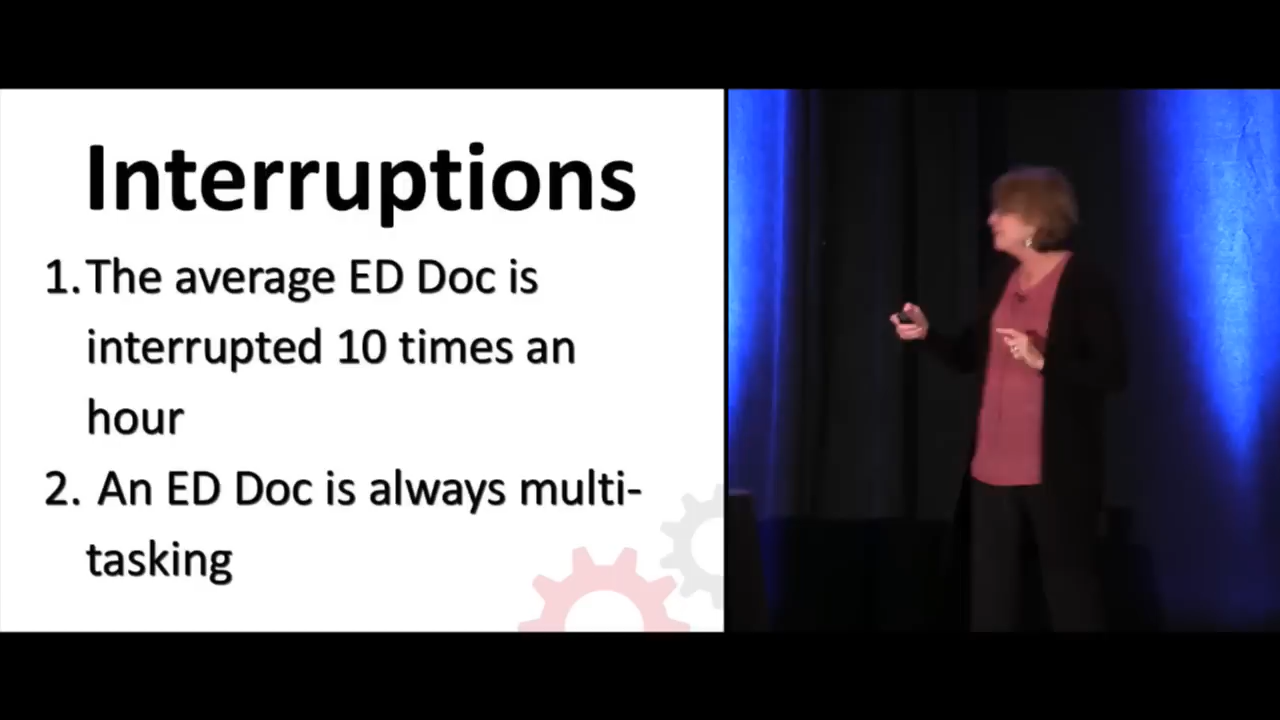 Interruptions
1. The average ED Doc is
interrupted 10 times an
hour
2. An ED Doc is always multi-
tasking